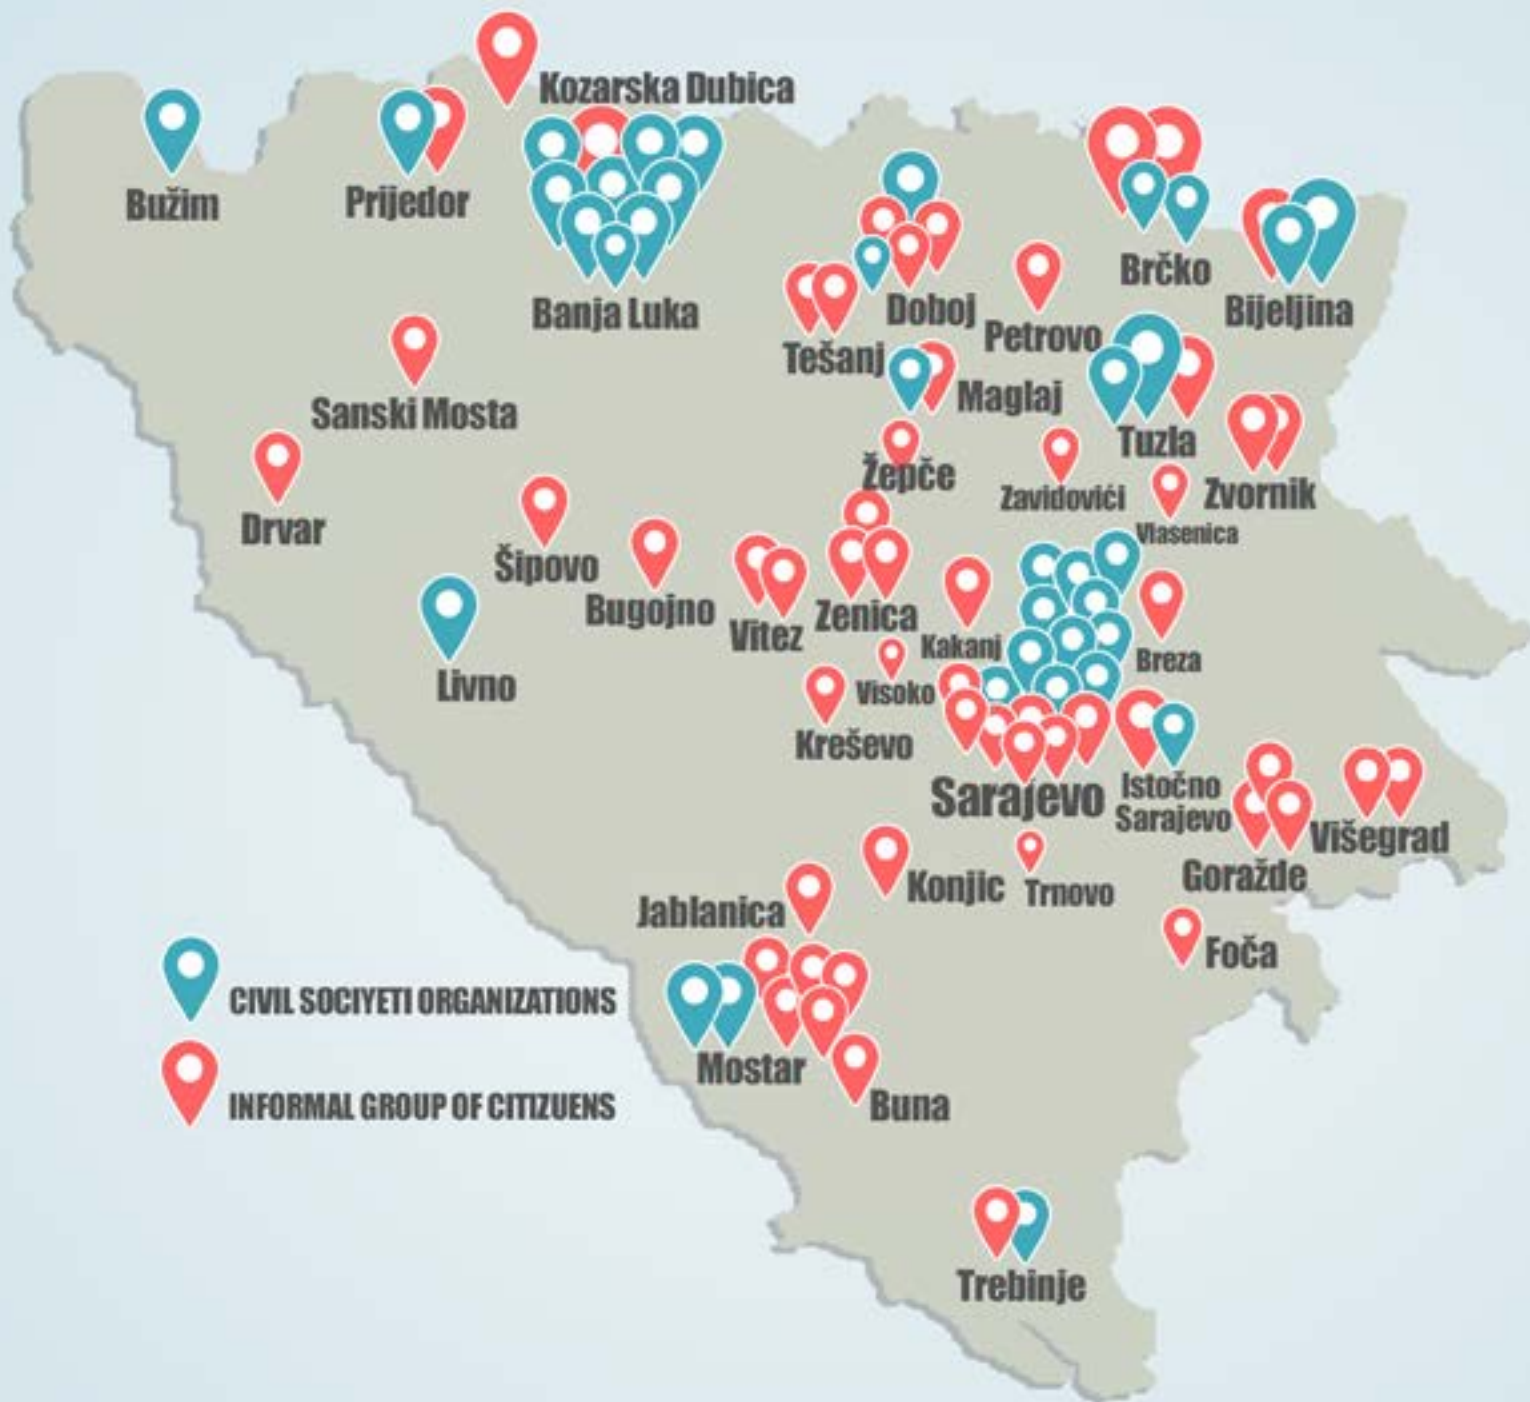 Kozarska Dubica
Bužim
Prijedor
Banja Luka
Brčko
Doboj
Bijeljina
Petrovo
Tešanj
Maglaj
Sanski Mosta
Tuzla
Žepče
Zavidovići
Zvornik
Drvar
Vlasenica
Šipovo
Bugojno
Vitez
Zenica
Kakanj
Breza
Livno
Visoko
Kreševo
Sarajevo
Istočno
Sarajevo
Višegrad
Goražde
Konjic
Trnovo
Jablanica
Foča
CIVIL SOCIYETI ORGANIZATIONS
Mostar
INFORMAL GROUP OF CITIZUENS
Buna
Trebinje